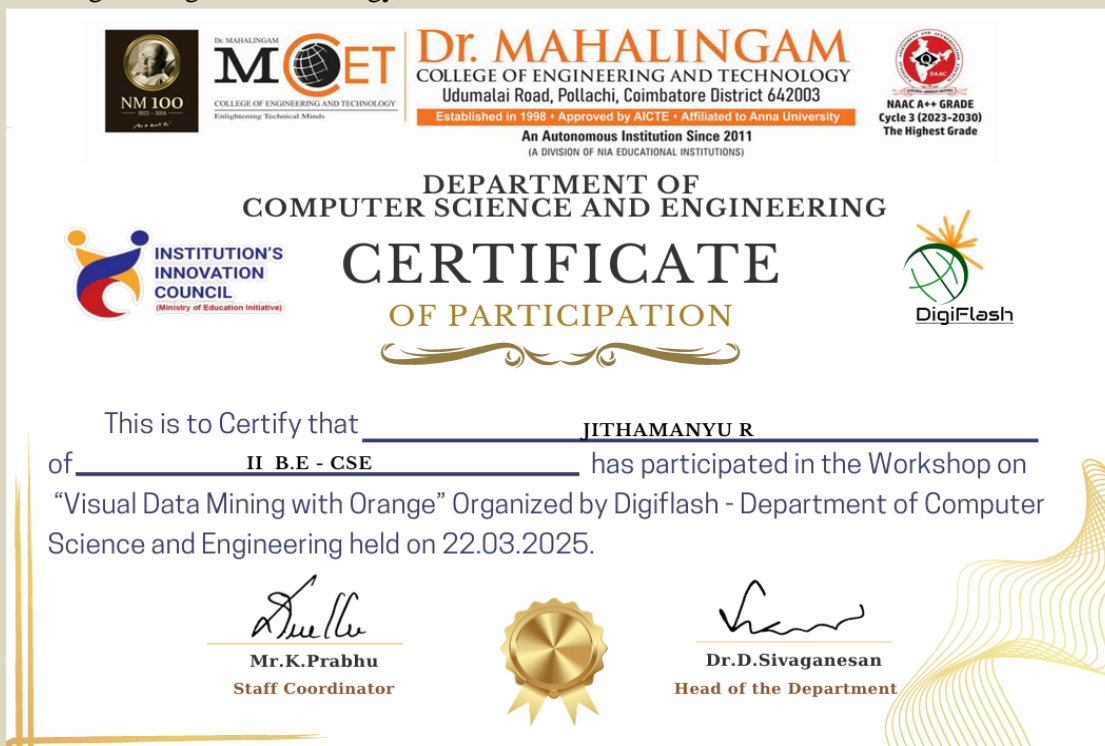 NM 100
1923 - 2014
Dr. MAHALINGAM
MCET
COLLEGE OF ENGINEERING AND TECHNOLOGY
Enlightening Technical Minds
Dr. MAHALINGAM
COLLEGE OF ENGINEERING AND TECHNOLOGY
Udumalai Road, Pollachi, Coimbatore District 642003
Established in 1998 • Approved by AICTE • Affiliated to Anna University
An Autonomous Institution Since 2011
(A DIVISION OF NIA EDUCATIONAL INSTITUTIONS)
NAAC
NAAC A++ GRADE
Cycle 3 (2023-2030)
The Highest Grade
DEPARTMENT OF
COMPUTER SCIENCE AND ENGINEERING
INSTITUTION'S
INNOVATION
COUNCIL
(Ministry of Education Initiative)
CERTIFICATE
OF PARTICIPATION
DigiFlash
This is to Certify that JITHAMANYU R
of II B.E - CSE has participated in the Workshop on
“Visual Data Mining with Orange” Organized by Digiflash - Department of Computer
Science and Engineering held on 22.03.2025.
Mr.K.Prabhu
Staff Coordinator
Dr.D.Sivaganesan
Head of the Department